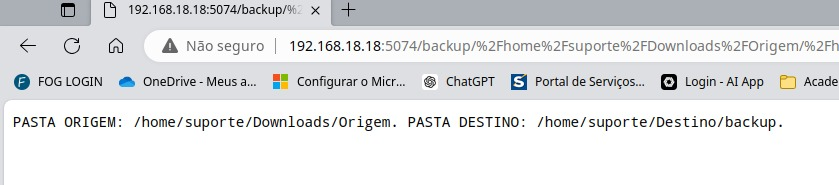 192.168.18.18:5074/backup/%2
Não seguro
192.168.18.18:5074/backup/%2Fhome%2Fsuporte%2FDownloads%2FOrigem/%2Fh
FOG LOGIN
OneDrive - Meus a...
Configurar o Micr...
ChatGPT
Portal de Serviços...
Login - AI App
Acade
PASTA ORIGEM: /home/suporte/Downloads/Origem. PASTA DESTINO: /home/suporte/Destino/backup.